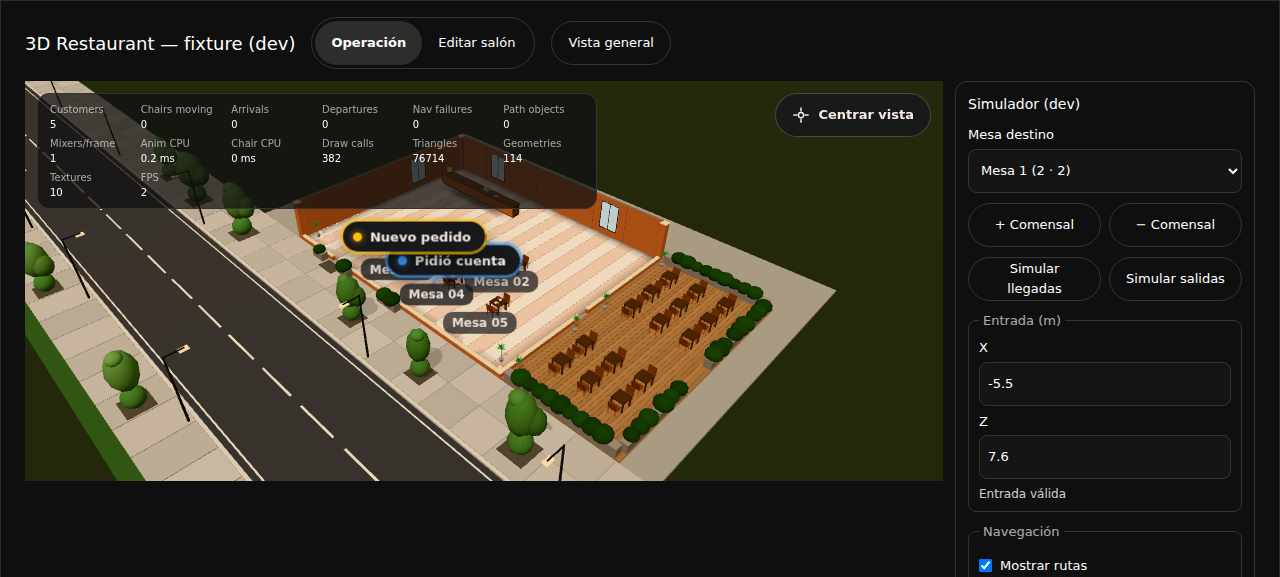 3D Restaurant — fixture (dev)
Operación
Editar salón
Vista general
Customers
5
Chairs moving
0
Arrivals
0
Departures
0
Nav failures
0
Path objects
0
Mixers/frame
1
Anim CPU
0.2 ms
Chair CPU
0 ms
Draw calls
382
Triangles
76714
Geometries
114
Textures
10
FPS
2
Centrar vista
Nuevo pedido
Pidió cuenta
Mesa 02
Mesa 04
Mesa 05
Simulador (dev)
Mesa destino
Mesa 1 (2 · 2)
+ Comensal
− Comensal
Simular
llegadas
Simular salidas
Entrada (m)
X
-5.5
Z
7.6
Entrada válida
Navegación
Mostrar rutas